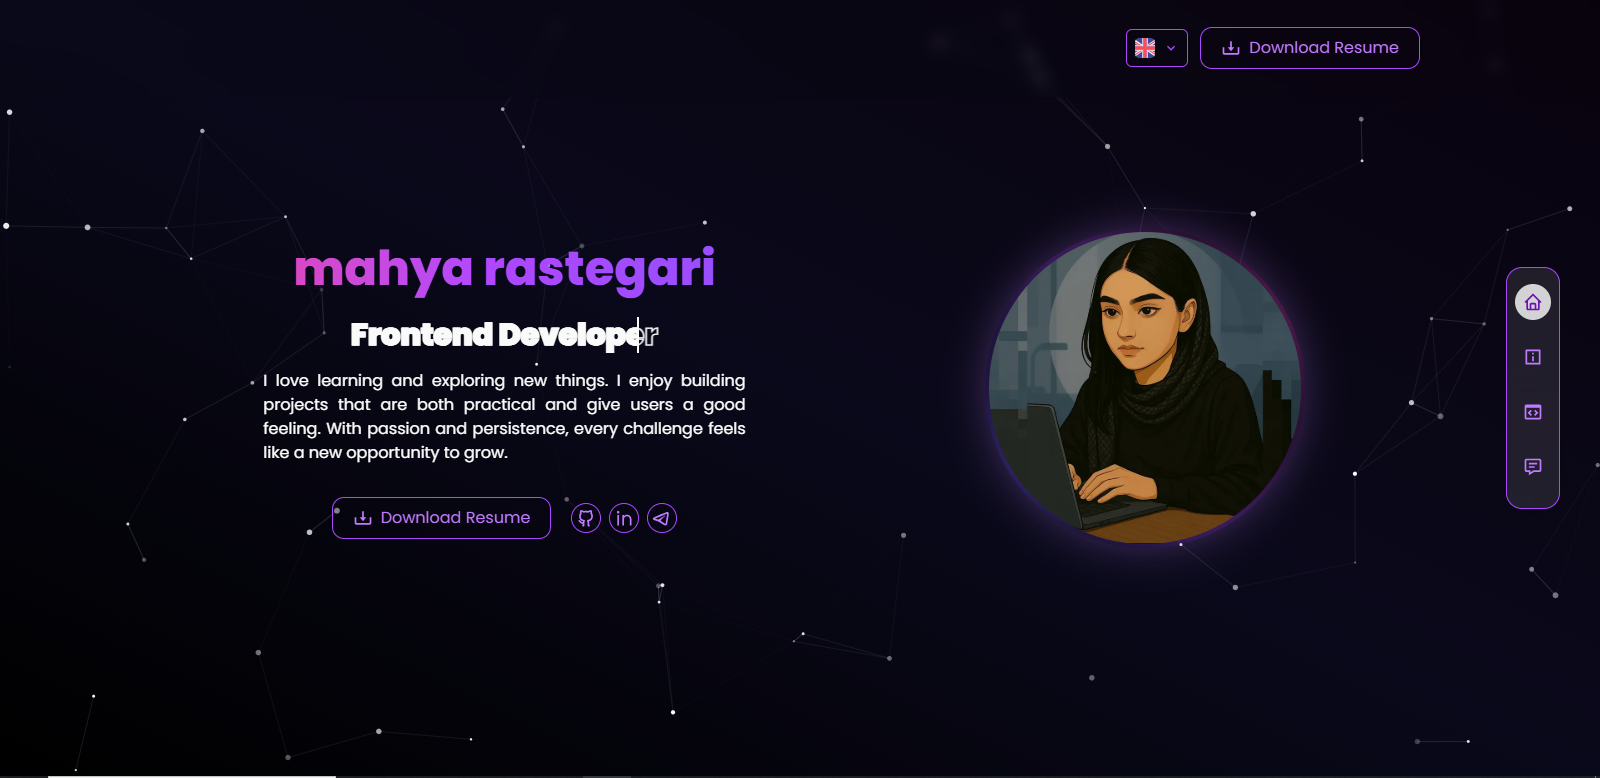 Download Resume
mahya rastegari
Frontend Developer
I love learning and exploring new things. I enjoy building
projects that are both practical and give users a good
feeling. With passion and persistence, every challenge feels
like a new opportunity to grow.
Download Resume
in